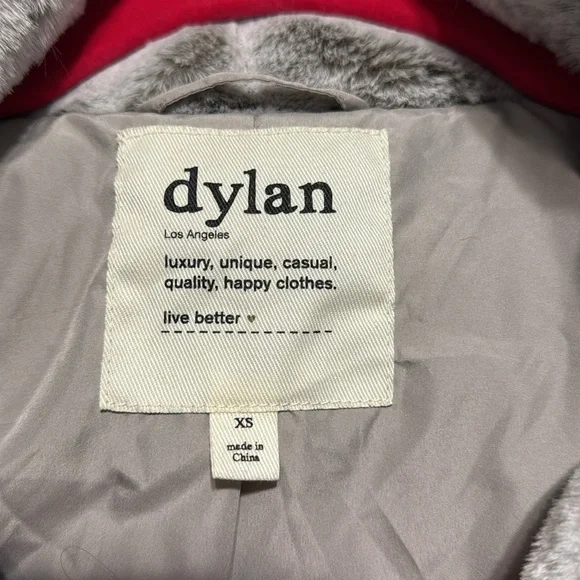 dylan
Los Angeles
luxury, unique, casual,
quality, happy clothes.
live better ♥
XS
made in
China